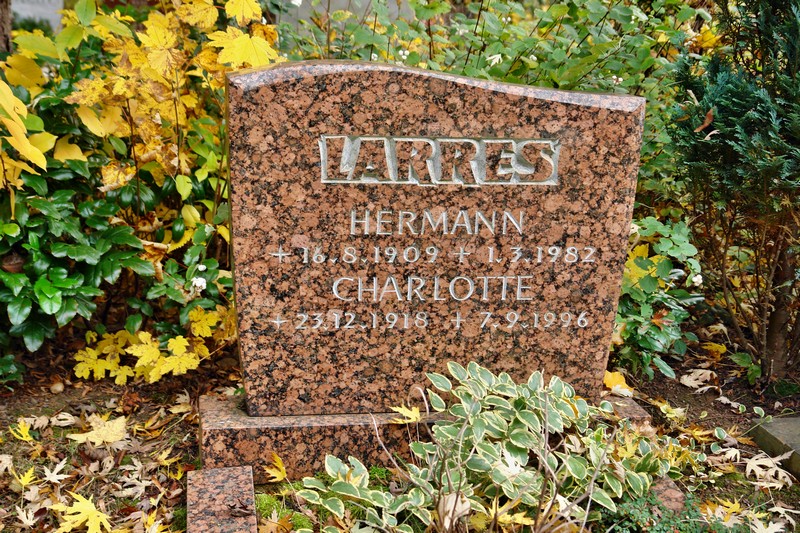 LARRES
HERMANN
+ 16.8.1909 + 1.3.1982
CHARLOTTE
+ 23.12.1918 + 7.9.1996